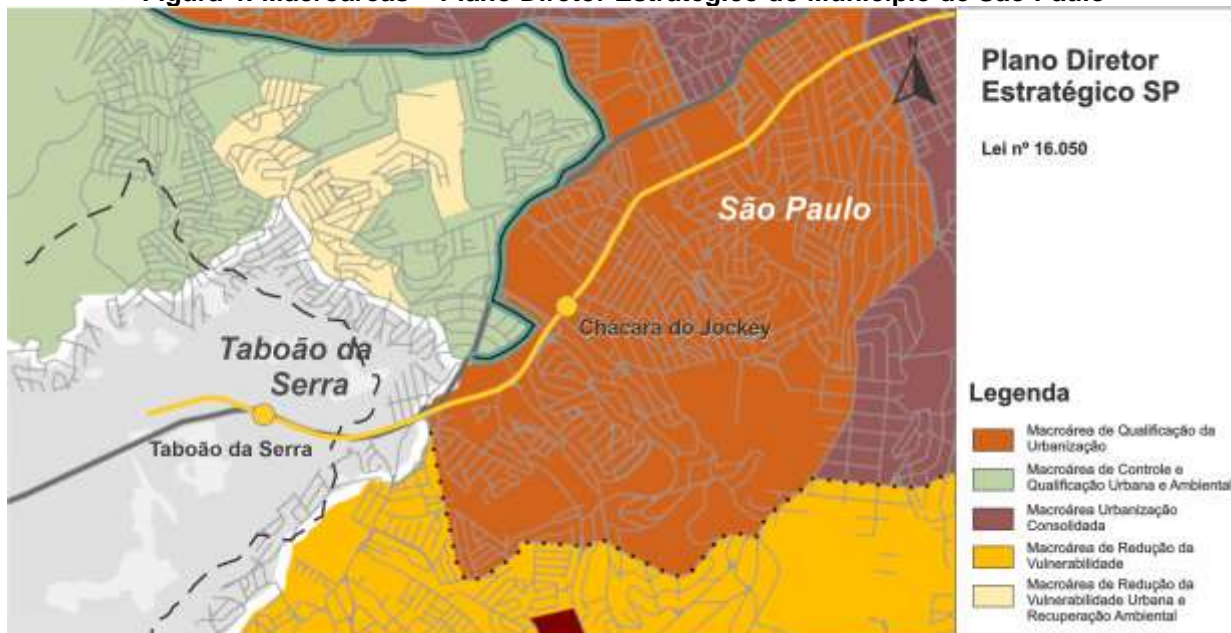 Figura 4: Macroáreas – Plano Diretor Estratégico do Município de São Paulo
N
Plano Diretor
Estratégico SP
Lei nº 16.050
São Paulo
Chácara do Jockey
Taboão da
Serra
Taboão da Serra
Legenda
Macroárea de Qualificação da
Urbanização
Macroárea de Controle e
Qualificação Urbana e Ambiental
Macroárea Urbanização
Consolidada
Macroárea de Redução da
Vulnerabilidade
Macroárea de Redução da
Vulnerabilidade Urbana e
Recuperação Ambiental